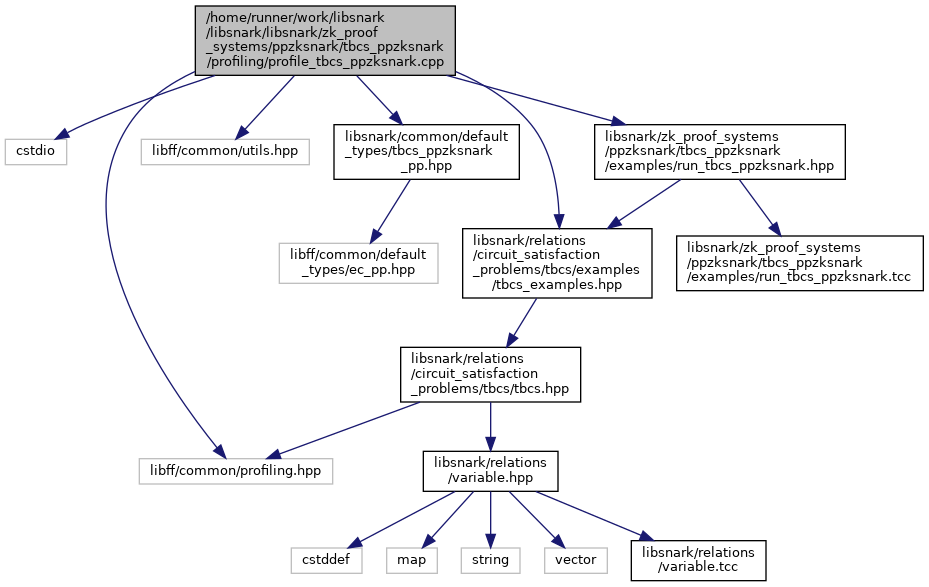 /home/runner/work/libsnark
/libsnark/libsnark/zk_proof
_systems/ppzksnark/tbcs_ppzksnark
/profiling/profile_tbcs_ppzksnark.cpp
cstdio
libff/common/utils.hpp
libsnark/common/default
_types/tbcs_ppzksnark
_pp.hpp
libsnark/zk_proof_systems
/ppzksnark/tbcs_ppzksnark
/examples/run_tbcs_ppzksnark.hpp
libff/common/default
_types/ec_pp.hpp
libsnark/relations
/circuit_satisfaction
_problems/tbcs/examples
/tbcs_examples.hpp
libsnark/zk_proof_systems
/ppzksnark/tbcs_ppzksnark
/examples/run_tbcs_ppzksnark.tcc
libsnark/relations
/circuit_satisfaction
_problems/tbcs/tbcs.hpp
libff/common/profiling.hpp
libsnark/relations
/variable.hpp
cstddef
map
string
vector
libsnark/relations
/variable.tcc